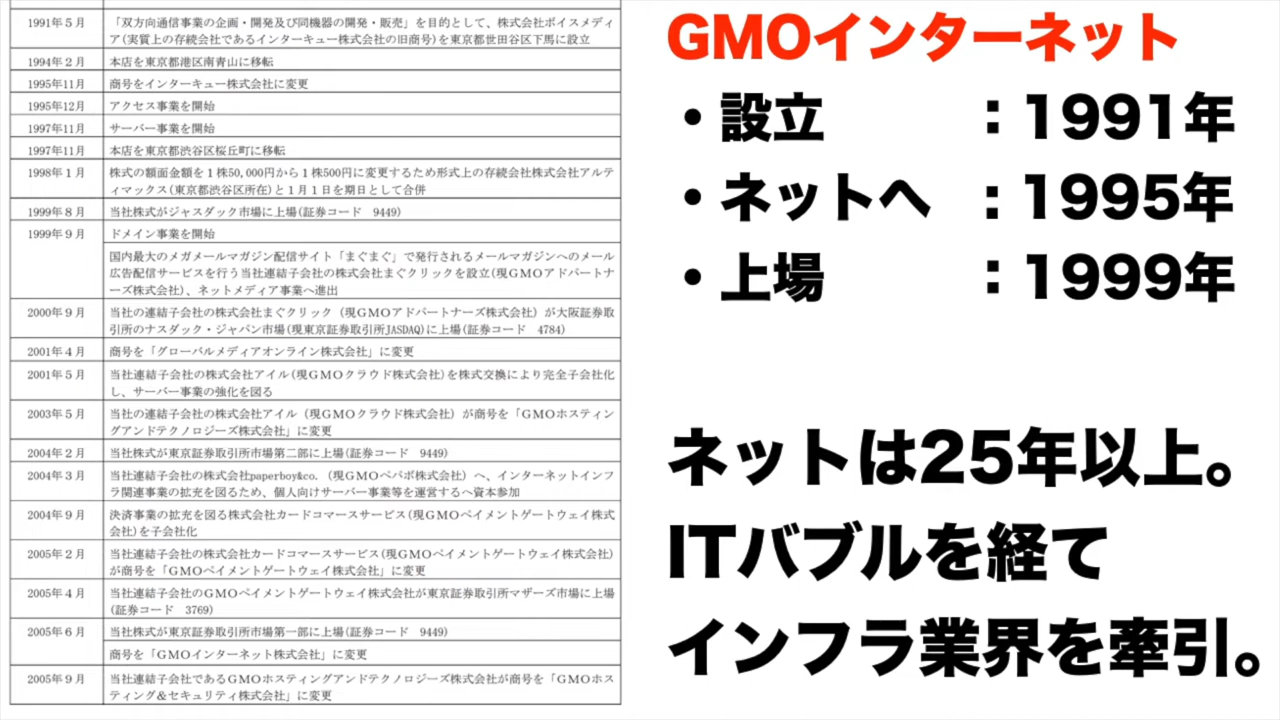 1991年５月
「双方向通信事業の企画・開発及び同機器の開発・販売」を目的として、株式会社ボイスメディ
ア(実質上の存続会社であるインターキュー株式会社の旧商号)を東京都世田谷区下馬に設立
1994年２月
本店を東京都港区南青山に移転
1995年11月
商号をインターキュー株式会社に変更
1995年12月
アクセス事業を開始
1997年11月
サーバー事業を開始
1997年11月
本店を東京都渋谷区桜丘町に移転
1998年１月
株式の額面金額を１株50,000円から１株500円に変更するため形式上の存続会社株式会社アルテ
ィマックス(東京都渋谷区所在)と１月１日を期日として合併
1999年８月
当社株式がジャスダック市場に上場(証券コード　9449)
1999年９月
ドメイン事業を開始
国内最大のメガメールマガジン配信サイト「まぐまぐ」で発行されるメールマガジンへのメール
広告配信サービスを行う当社連結子会社の株式会社まぐクリックを設立(現ＧＭＯアドパートナ
ーズ株式会社)、ネットメディア事業へ進出
2000年９月
当社の連結子会社の株式会社まぐクリック（現ＧＭＯアドパートナーズ株式会社）が大阪証券取
引所のナスダック・ジャパン市場(現東京証券取引所JASDAQ)に上場(証券コード　4784)
2001年４月
商号を「グローバルメディアオンライン株式会社」に変更
2001年５月
当社連結子会社の株式会社アイル(現ＧＭＯクラウド株式会社)を株式交換により完全子会社化
し、サーバー事業の強化を図る
2003年５月
当社の連結子会社の株式会社アイル（現ＧＭＯクラウド株式会社）が商号を「ＧＭＯホスティン
グアンドテクノロジーズ株式会社」に変更
2004年２月
当社株式が東京証券取引所市場第二部に上場(証券コード　9449)
2004年３月
当社連結子会社の株式会社paperboy&co.（現ＧＭＯペパボ株式会社）へ、インターネットインフ
ラ関連事業の拡充を図るため、個人向けサーバー事業等を運営するへ資本参加
2004年９月
決済事業の拡充を図る株式会社カードコマースサービス(現ＧＭＯペイメントゲートウェイ株式
会社)を子会社化
2005年２月
当社連結子会社の株式会社カードコマースサービス(現ＧＭＯペイメントゲートウェイ株式会社)
が商号を「ＧＭＯペイメントゲートウェイ株式会社」に変更
2005年４月
当社連結子会社のＧＭＯペイメントゲートウェイ株式会社が東京証券取引所マザーズ市場に上場
(証券コード　3769)
2005年６月
当社株式が東京証券取引所市場第一部に上場(証券コード　9449)
商号を「ＧＭＯインターネット株式会社」に変更
2005年９月
当社連結子会社であるＧＭＯホスティングアンドテクノロジーズ株式会社が商号を「ＧＭＯホス
ティング＆セキュリティ株式会社」に変更
GMOインターネット
・設立　　　：1991年
・ネットへ　：1995年
・上場　　　：1999年
ネットは25年以上。
ITバブルを経て
インフラ業界を牽引。